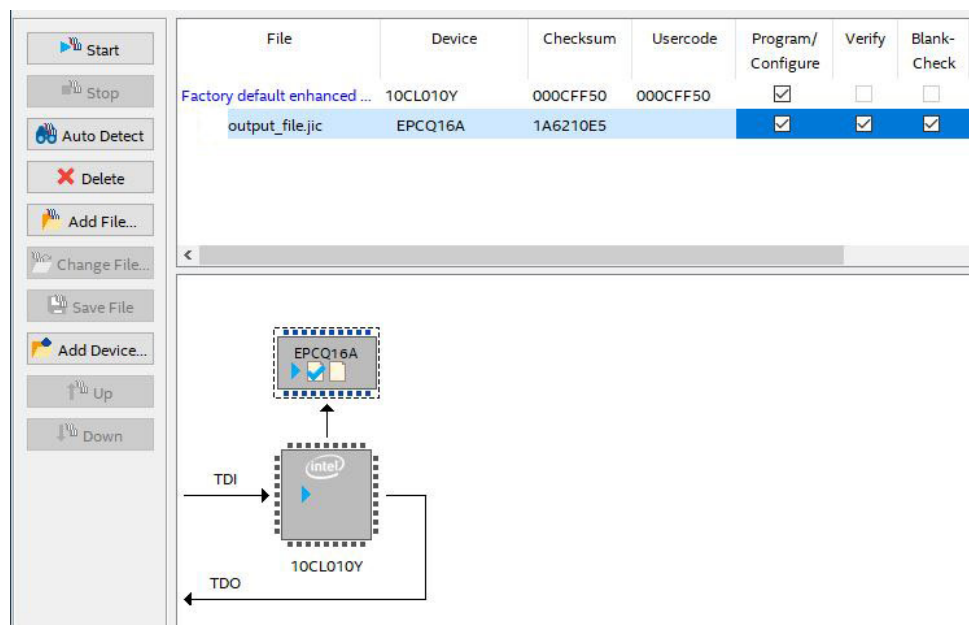 Start
Stop
Auto Detect
Delete
Add File...
Change File...
Save File
Add Device...
Up
Down
File Device Checksum Usercode Program/ Verify Blank-
Configure Check
Factory default enhanced ... 10CL010Y 000CFF50 000CFF50
output_file.jic EPCQ16A 1A6210E5
EPCQ16A
intel
TDI
10CL010Y
TDO